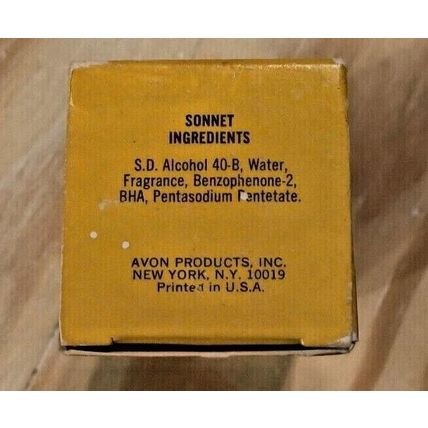 SONNET
INGREDIENTS
S.D. Alcohol 40-B, Water,
Fragrance, Benzophenone-2,
BHA, Pentasodium Pentetate.
AVON PRODUCTS, INC.
NEW YORK, N.Y. 10019
Printed in U.S.A.